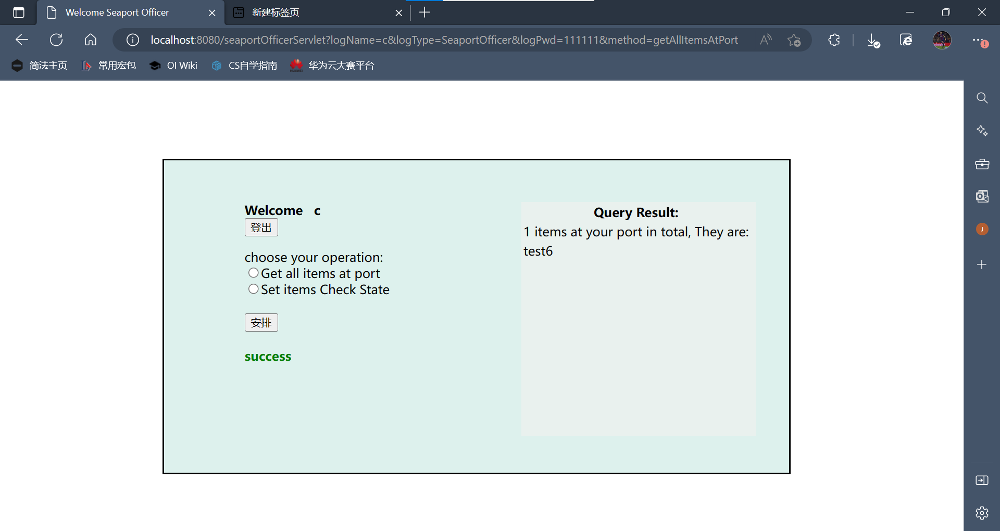 Welcome Seaport Officer
新建标签页
localhost:8080/seaportOfficerServlet?logName=c&logType=SeaportOfficer&logPwd=111111&method=getAllItemsAtPort
简法主页 常用宏包 OI Wiki CS自学指南 华为云大赛平台
Welcome c
登出
choose your operation:
Get all items at port
Set items Check State
安排
success
Query Result:
1 items at your port in total, They are:
test6
J